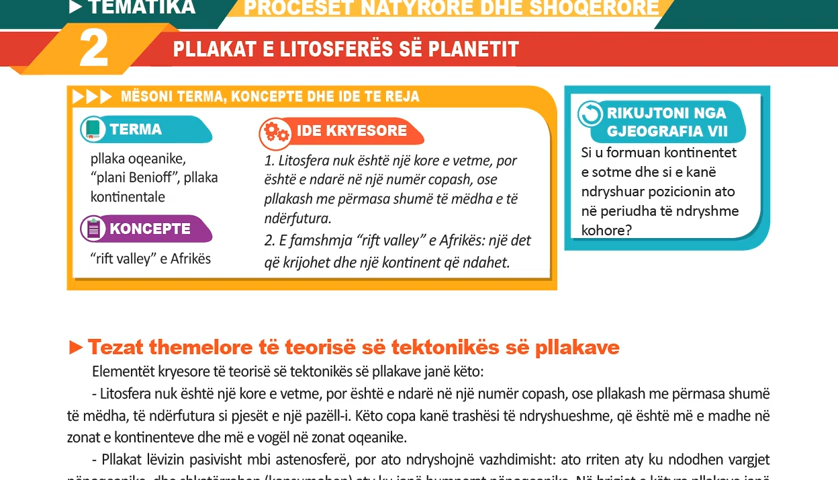 TEMATIKA
PROCESET NATYRORE DHE SHOQËRORE
2
PLLAKAT E LITOSFERËS SË PLANETIT
MËSONI TERMA, KONCEPTE DHE IDE TE REJA
TERMA
pllaka oqeanike,
“plani Benioff”, pllaka
kontinentale
KONCEPTE
“rift valley” e Afrikës
IDE KRYESORE
1. Litosfera nuk është një kore e vetme, por
është e ndarë në një numër copash, ose
pllakash me përmasa shumë të mëdha e të
ndërfutura.
2. E famshmja “rift valley” e Afrikës: një det
që krijohet dhe një kontinent që ndahet.
RIKUJTONI NGA
GJEOGRAFIA VII
Si u formuan kontinentet
e sotme dhe si e kanë
ndryshuar pozicionin ato
në periudha të ndryshme
kohore?
Tezat themelore të teorisë së tektonikës së pllakave
Elementët kryesore të teorisë së tektonikës së pllakave janë këto:
- Litosfera nuk është një kore e vetme, por është e ndarë në një numër copash, ose pllakash me përmasa shumë
të mëdha, të ndërfutura si pjesët e një pazëll-i. Këto copa kanë trashësi të ndryshueshme, që është më e madhe në
zonat e kontinenteve dhe më e vogël në zonat oqeanike.
- Pllakat lëvizin pasivisht mbi astenosferë, por ato ndryshojnë vazhdimisht: ato rriten aty ku ndodhen vargjet